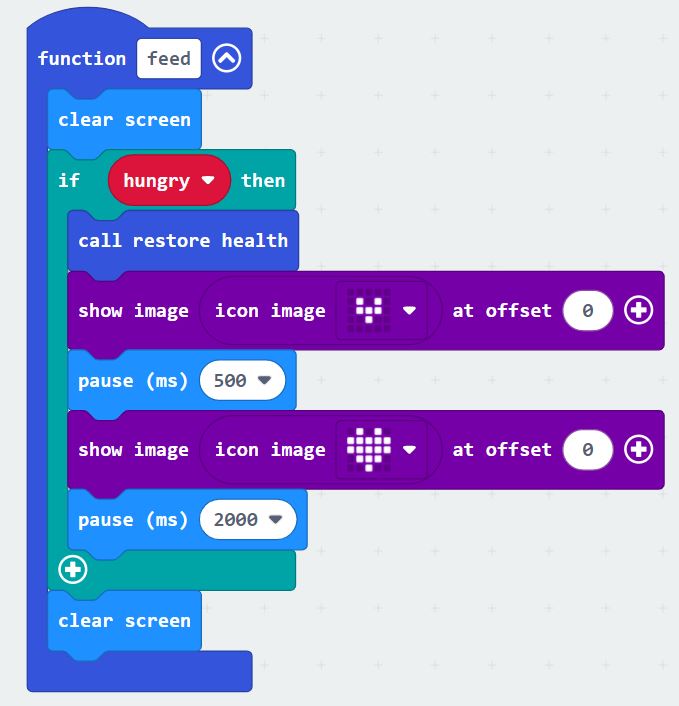 function feed
clear screen
if hungry then
call restore health
show image icon image at offset 0
pause (ms) 500
show image icon image at offset 0
pause (ms) 2000
clear screen